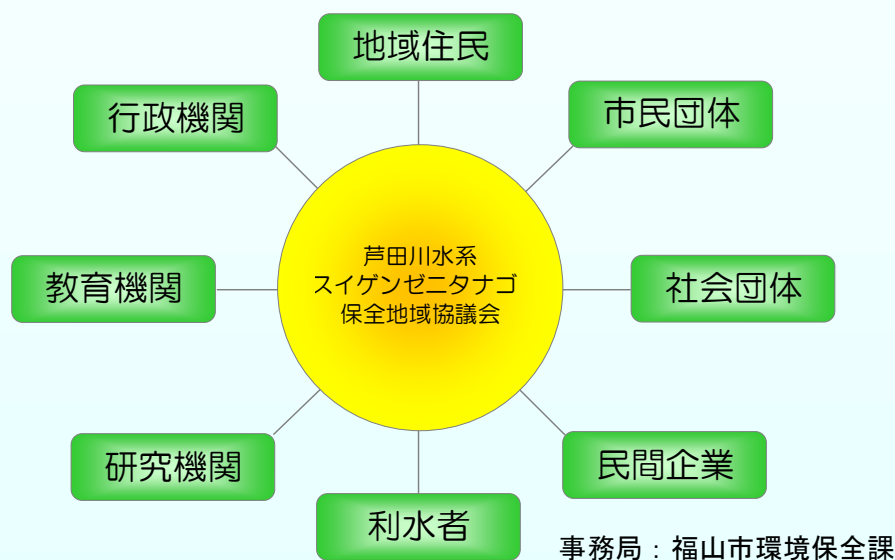 地域住民
行政機関
市民団体
芦田川水系
スイゲンゼニタナゴ
保全地域協議会
教育機関
社会団体
研究機関
民間企業
利水者
事務局：福山市環境保全課